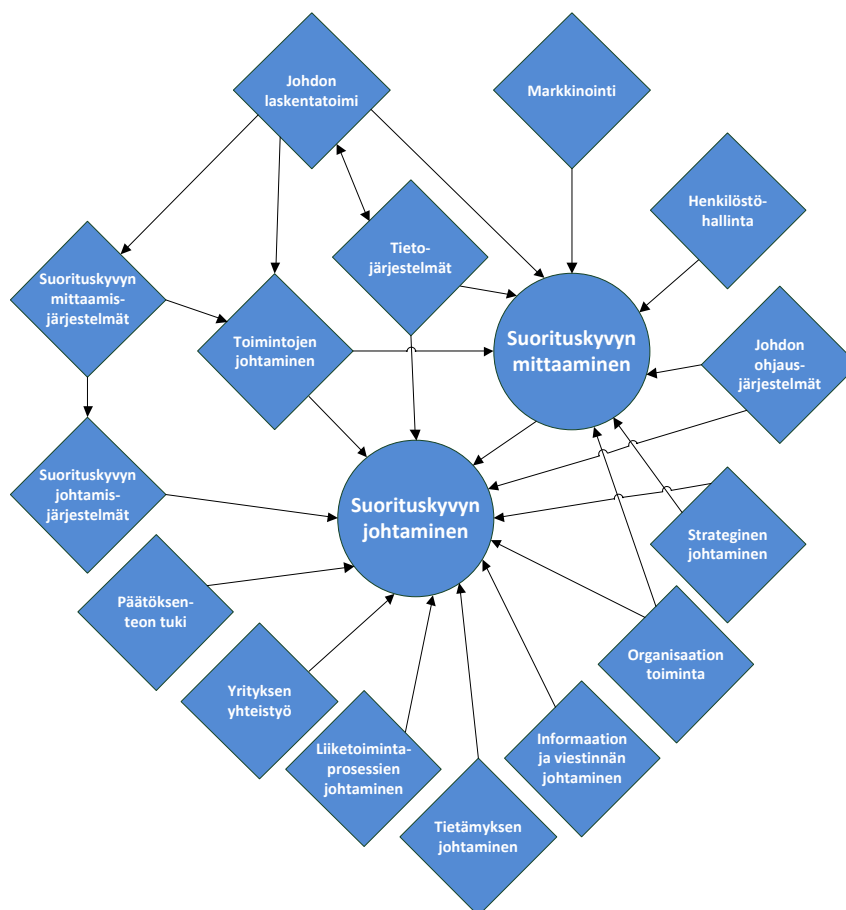 Johdon
laskentatoimi
Markkinointi
Henkilöstö-
hallinta
Tieto-
järjestelmät
Suorituskyvyn
mittaamis-
järjestelmät
Toimintojen
johtaminen
Suorituskyvyn
mittaaminen
Johdon
ohjaus-
järjestelmät
Suorituskyvyn
johtamis-
järjestelmät
Suorituskyvyn
johtaminen
Strateginen
johtaminen
Päätöksen-
teon tuki
Organisaation
toiminta
Yrityksen
yhteistyö
Liiketoiminta-
prosessien
johtaminen
Informaation
ja viestinnän
johtaminen
Tietämyksen
johtaminen